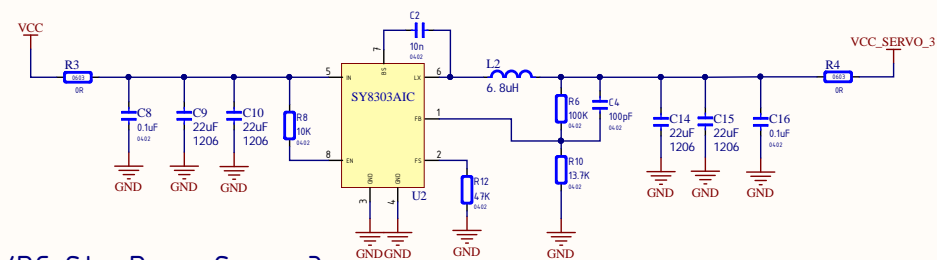 VCC
R3
0603
0R
C8
0.1uF
0402
C9
22uF
1206
C10
22uF
1206
R8
10K
0402
C2
10n
0402
7
BS
5
IN
LX
6
SY8303AIC
FB
1
8
EN
FS
2
GND
GND
3
4
U2
R12
47K
0402
L2
6.8uH
R6
100K
0402
C4
100pF
0402
R10
13.7K
0402
C14
22uF
1206
C15
22uF
1206
C16
0.1uF
0402
R4
0603
0R
VCC_SERVO_3
GND
GND
GND
GND
GND
GND
GND
GND
GND
GND